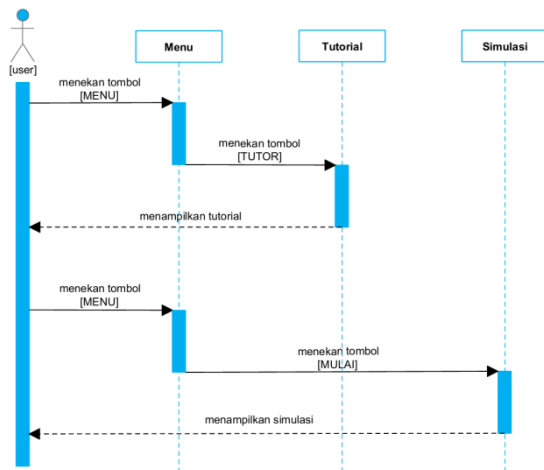 [user]
Menu
Tutorial
Simulasi
menekan tombol
[MENU]
menekan tombol
[TUTOR]
menampilkan tutorial
menekan tombol
[MENU]
menekan tombol
[MULAI]
menampilkan simulasi